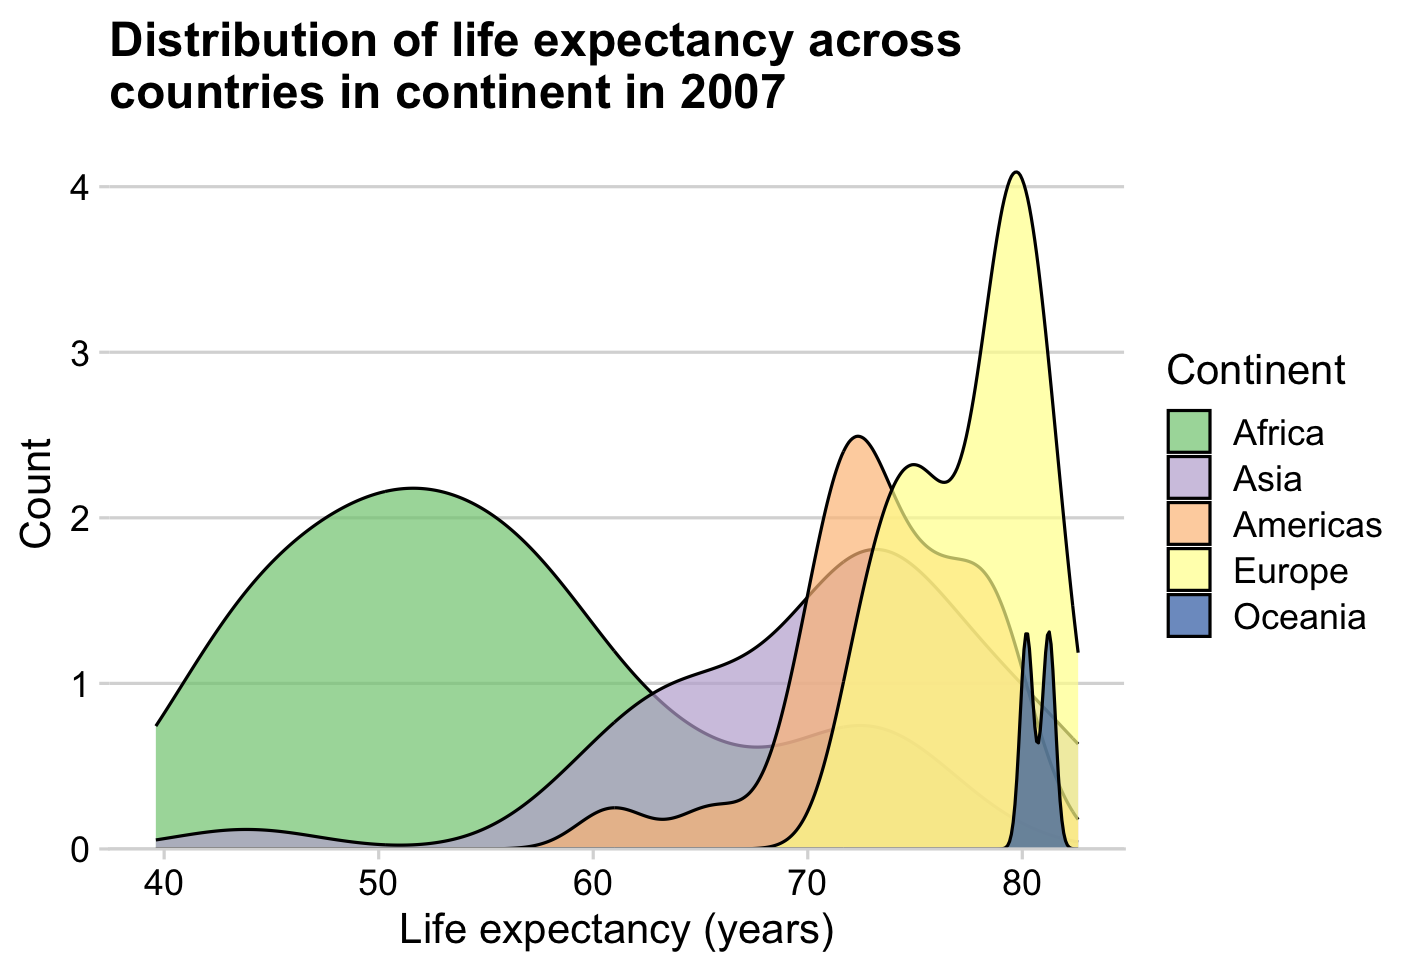 Distribution of life expectancy across
countries in continent in 2007
4
3
2
1
0
Count
40 50 60 70 80
Life expectancy (years)
Continent
Africa
Asia
Americas
Europe
Oceania